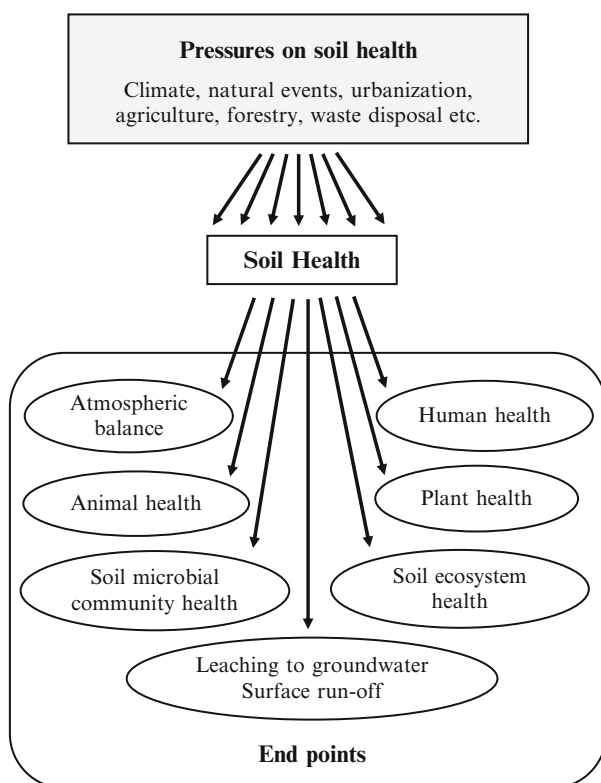 Pressures on soil health
Climate, natural events, urbanization,
agriculture, forestry, waste disposal etc.
Soil Health
Atmospheric
balance
Human health
Animal health
Plant health
Soil microbial
community health
Soil ecosystem
health
Leaching to groundwater
Surface run-off
End points